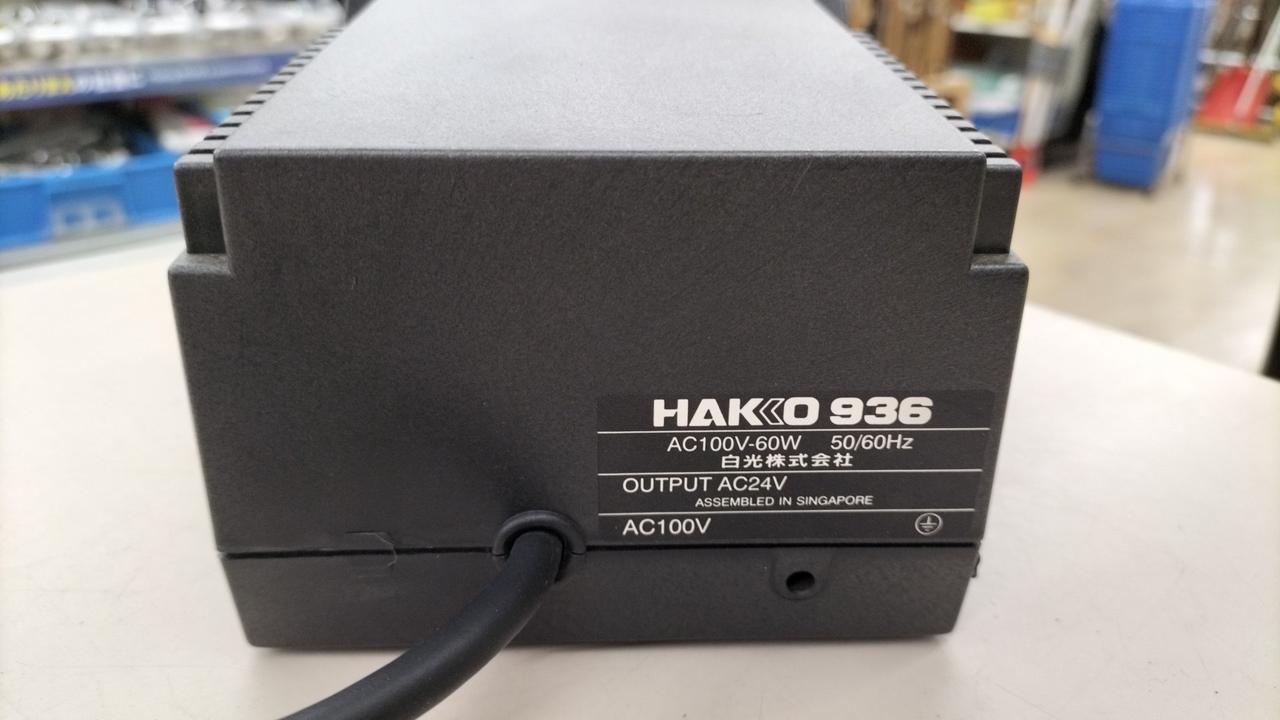 HAKKO 936
AC100V-60W 50/60Hz
白光株式会社
OUTPUT AC24V
ASSEMBLED IN SINGAPORE
AC100V